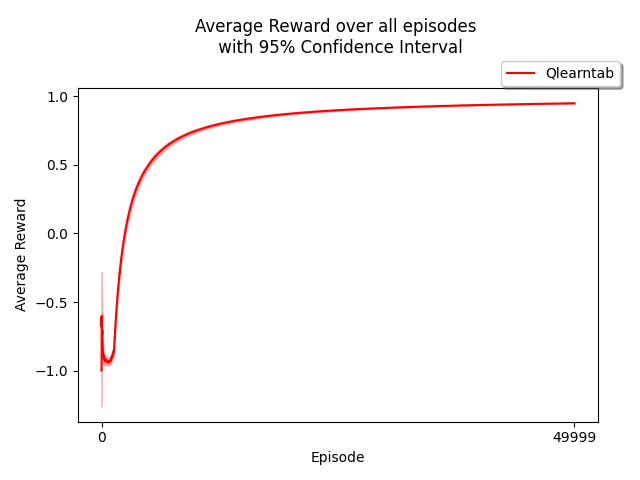 Average Reward over all episodes
with 95% Confidence Interval
Qlearntab
Average Reward
1.0
0.5
0.0
−0.5
−1.0
0
49999
Episode